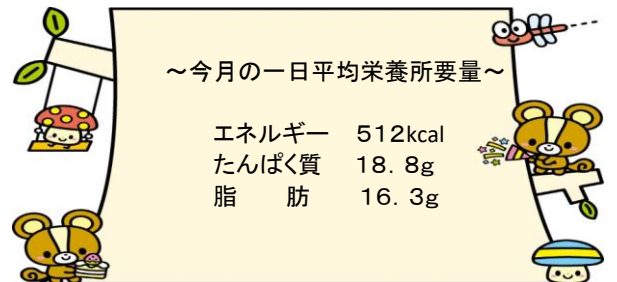 ～今月の一日平均栄養所要量～
エネルギー　512kcal
たんぱく質　18．8g
脂　　肪　　16．3g